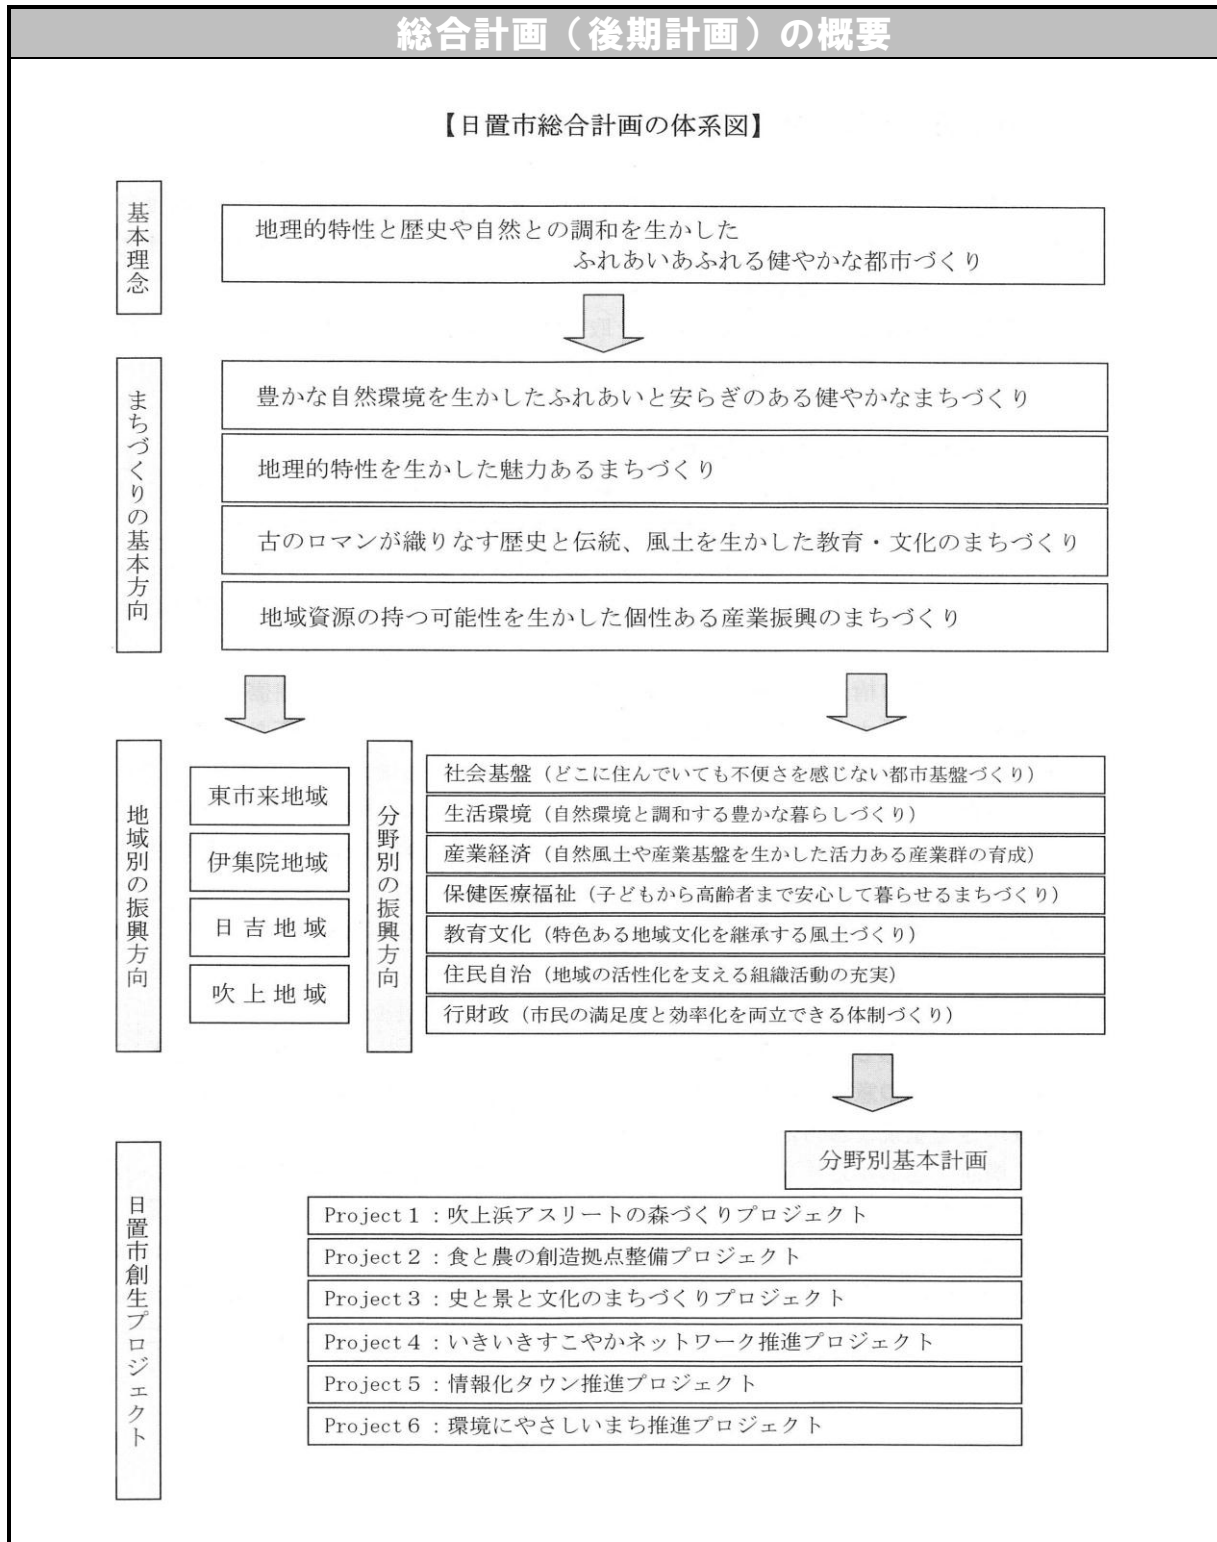 総合計画（後期計画）の概要
【日置市総合計画の体系図】
基本理念
地理的特性と歴史や自然との調和を生かした
ふれあいあふれる健やかな都市づくり
まちづくりの基本方向
豊かな自然環境を生かしたふれあいと安らぎのある健やかなまちづくり
地理的特性を生かした魅力あるまちづくり
古のロマンが織りなす歴史と伝統、風土を生かした教育・文化のまちづくり
地域資源の持つ可能性を生かした個性ある産業振興のまちづくり
地域別の振興方向
東市来地域
伊集院地域
日吉地域
吹上地域
分野別の振興方向
社会基盤（どこに住んでいても不便さを感じない都市基盤づくり）
生活環境（自然環境と調和する豊かな暮らしづくり）
産業経済（自然風土や産業基盤を生かした活力ある産業群の育成）
保健医療福祉（子どもから高齢者まで安心して暮らせるまちづくり）
教育文化（特色ある地域文化を継承する風土づくり）
住民自治（地域の活性化を支える組織活動の充実）
行財政（市民の満足度と効率化を両立できる体制づくり）
分野別基本計画
日置市創生プロジェクト
Project１：吹上浜アスリートの森づくりプロジェクト
Project２：食と農の創造拠点整備プロジェクト
Project３：史と景と文化のまちづくりプロジェクト
Project４：いきいきすこやかネットワーク推進プロジェクト
Project５：情報化タウン推進プロジェクト
Project６：環境にやさしいまち推進プロジェクト